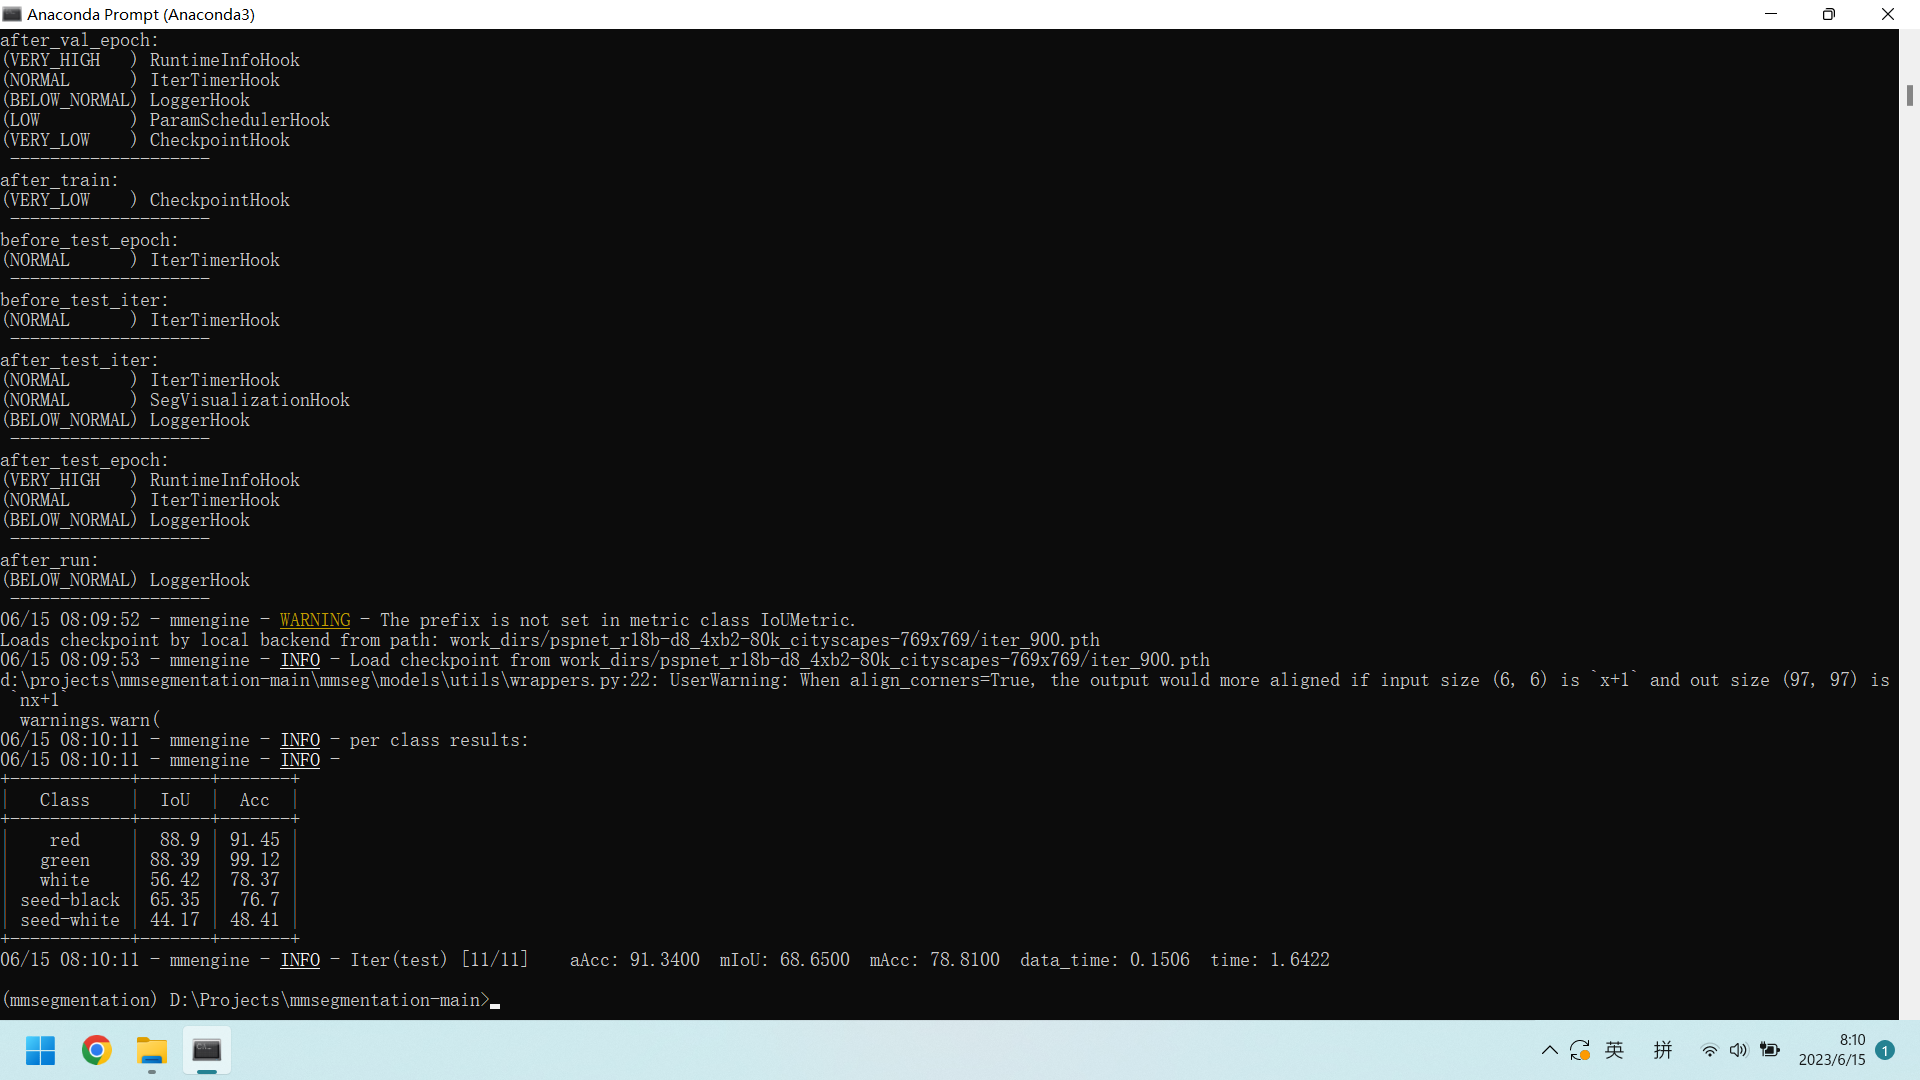 Anaconda Prompt (Anaconda3)
after_val_epoch:
(VERY_HIGH   ) RuntimeInfoHook
(NORMAL      ) IterTimerHook
(BELOW_NORMAL) LoggerHook
(LOW         ) ParamSchedulerHook
(VERY_LOW    ) CheckpointHook
 --------------------
after_train:
(VERY_LOW    ) CheckpointHook
 --------------------
before_test_epoch:
(NORMAL      ) IterTimerHook
 --------------------
before_test_iter:
(NORMAL      ) IterTimerHook
 --------------------
after_test_iter:
(NORMAL      ) IterTimerHook
(NORMAL      ) SegVisualizationHook
(BELOW_NORMAL) LoggerHook
 --------------------
after_test_epoch:
(VERY_HIGH   ) RuntimeInfoHook
(NORMAL      ) IterTimerHook
(BELOW_NORMAL) LoggerHook
 --------------------
after_run:
(BELOW_NORMAL) LoggerHook
 --------------------
06/15 08:09:52 - mmengine - WARNING - The prefix is not set in metric class IoUMetric.
Loads checkpoint by local backend from path: work_dirs/pspnet_r18b-d8_4xb2-80k_cityscapes-769x769/iter_900.pth
06/15 08:09:53 - mmengine - INFO - Load checkpoint from work_dirs/pspnet_r18b-d8_4xb2-80k_cityscapes-769x769/iter_900.pth
d:\projects\mmsegmentation-main\mmseg\models\utils\wrappers.py:22: UserWarning: When align_corners=True, the output would more aligned if input size (6, 6) is `x+1` and out size (97, 97) is
 `nx+1`
  warnings.warn(
06/15 08:10:11 - mmengine - INFO - per class results:
06/15 08:10:11 - mmengine - INFO -
+------------+-------+-------+
|   Class    |  IoU  |  Acc  |
+------------+-------+-------+
|    red     |  88.9 | 91.45 |
|   green    | 88.39 | 99.12 |
|   white    | 56.42 | 78.37 |
| seed-black | 65.35 |  76.7 |
| seed-white | 44.17 | 48.41 |
+------------+-------+-------+
06/15 08:10:11 - mmengine - INFO - Iter(test) [11/11]    aAcc: 91.3400  mIoU: 68.6500  mAcc: 78.8100  data_time: 0.1506  time: 1.6422
(mmsegmentation) D:\Projects\mmsegmentation-main>
英 拼 8:10
2023/6/15 1